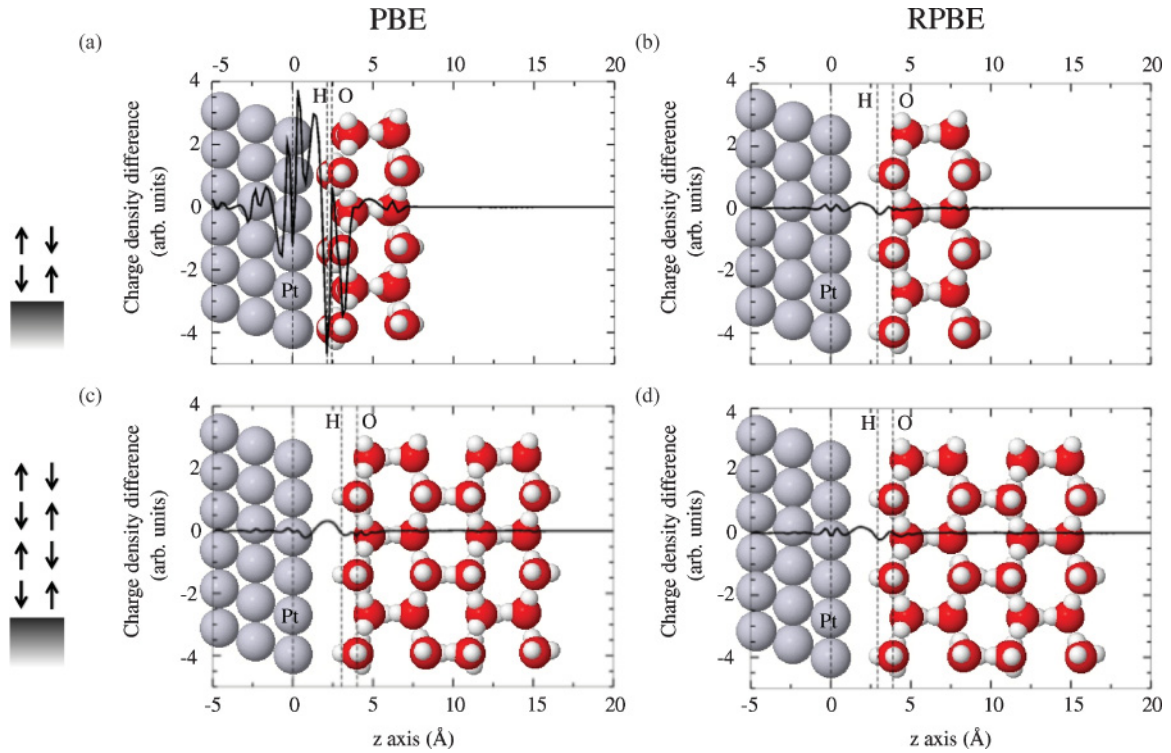 PBE
RPBE
(a)
(b)
-5 0 5 10 15 20
-5 0 5 10 15 20
H O
H O
4
2
0
-2
-4
4
2
0
-2
-4
Charge density difference
(arb. units)
Charge density difference
(arb. units)
Pt
Pt
(c)
(d)
H O
H O
4
2
0
-2
-4
4
2
0
-2
-4
Charge density difference
(arb. units)
Charge density difference
(arb. units)
Pt
Pt
-5 0 5 10 15 20
-5 0 5 10 15 20
z axis (Å)
z axis (Å)